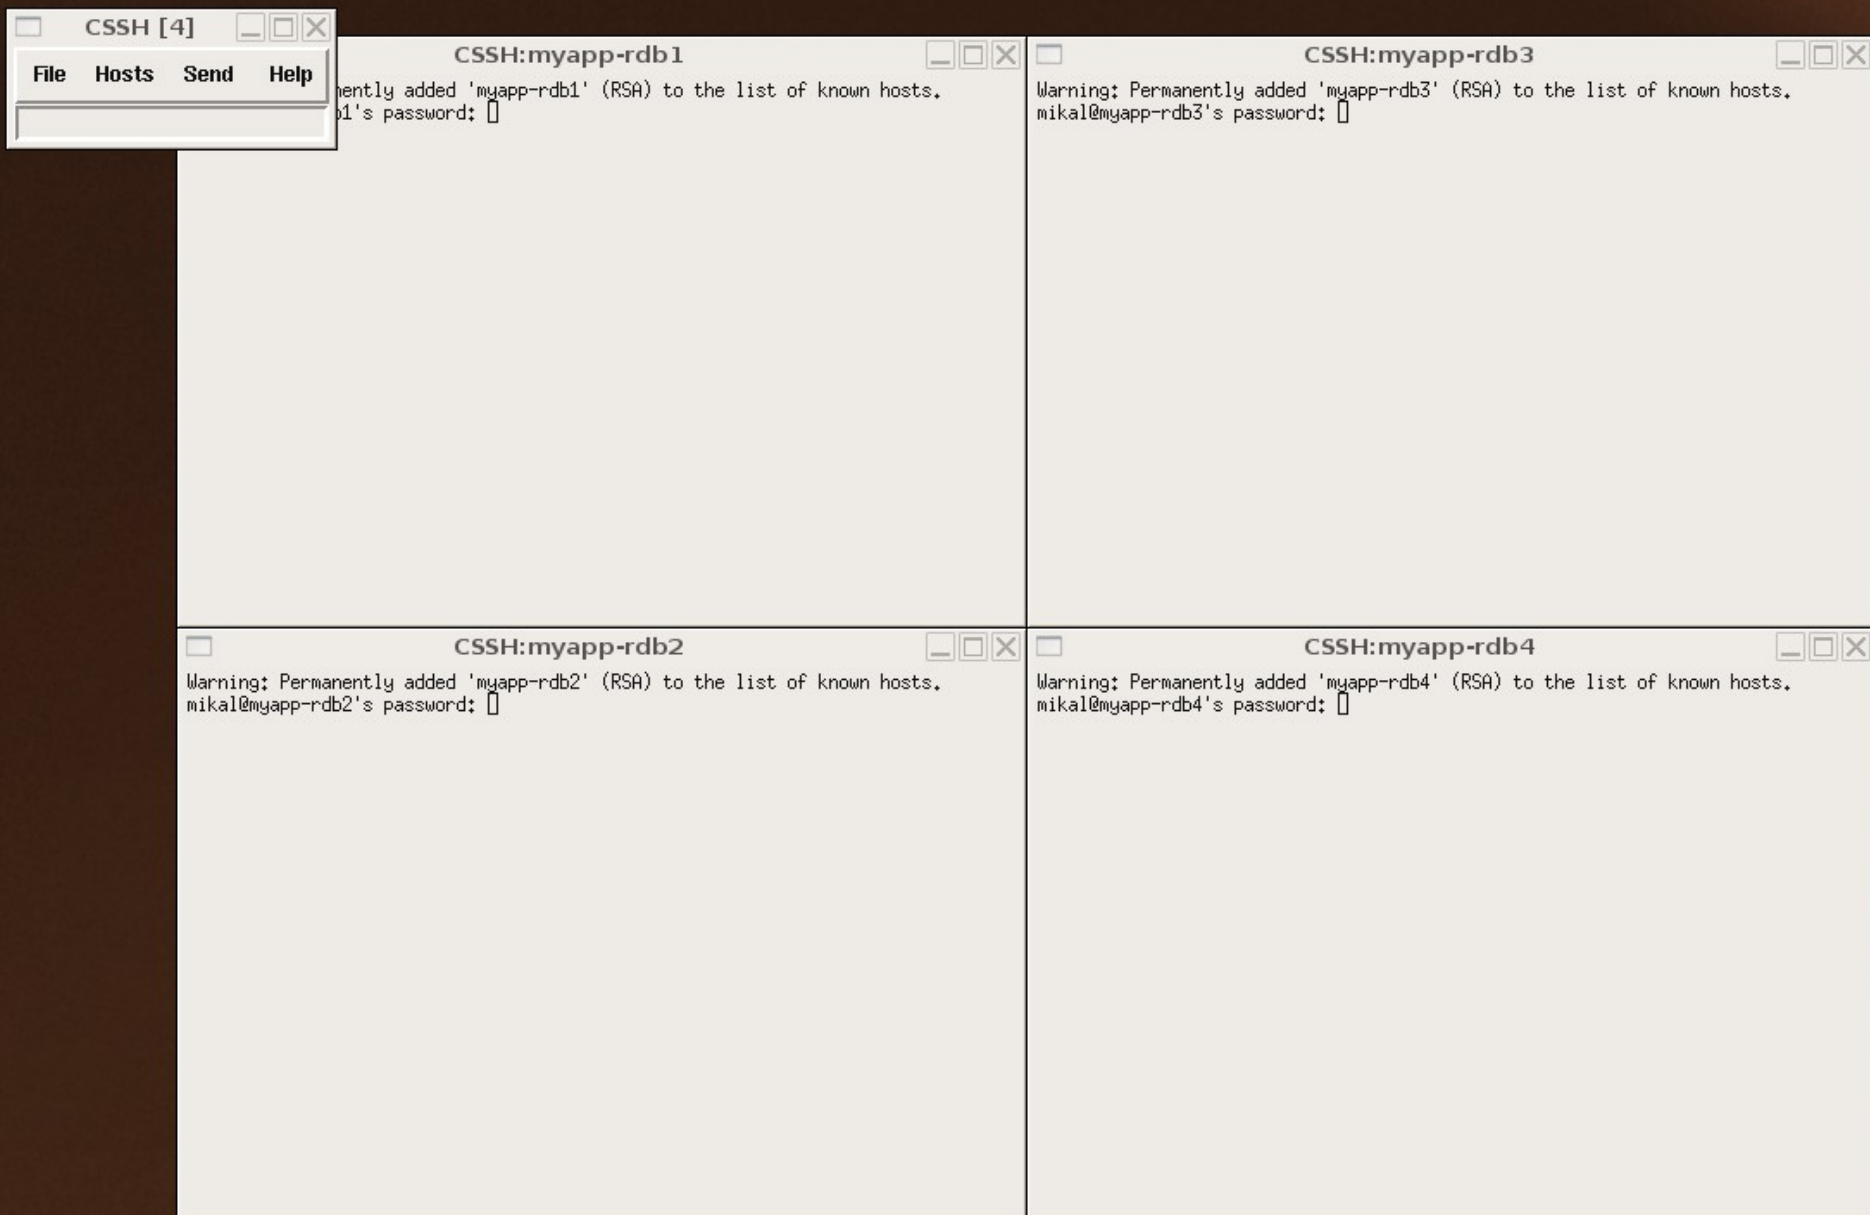 CSSH [4]
File Hosts Send Help
CSSH:myapp-rdb1
nently added 'myapp-rdb1' (RSA) to the list of known hosts.
b1's password:
CSSH:myapp-rdb3
Warning: Permanently added 'myapp-rdb3' (RSA) to the list of known hosts.
mikal@myapp-rdb3's password:
CSSH:myapp-rdb2
Warning: Permanently added 'myapp-rdb2' (RSA) to the list of known hosts.
mikal@myapp-rdb2's password:
CSSH:myapp-rdb4
Warning: Permanently added 'myapp-rdb4' (RSA) to the list of known hosts.
mikal@myapp-rdb4's password: